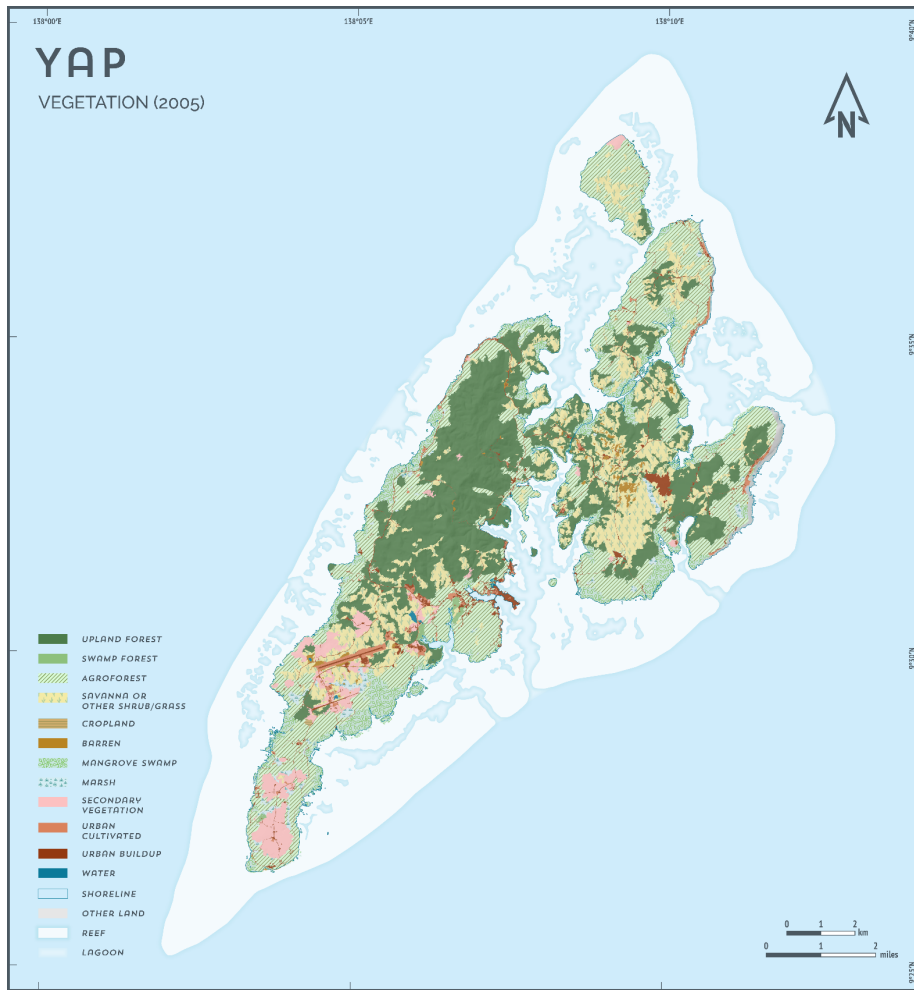 138°00'E
138°05'E
138°10'E
YAP
VEGETATION (2005)
N
UPLAND FOREST
SWAMP FOREST
AGROFOREST
SAVANNA OR
OTHER SHRUB/GRASS
CROPLAND
BARREN
MANGROVE SWAMP
MARSH
SECONDARY
VEGETATION
URBAN
CULTIVATED
URBAN BUILDUP
WATER
SHORELINE
OTHER LAND
REEF
LAGOON
0 1 2
km
0 1 2
miles